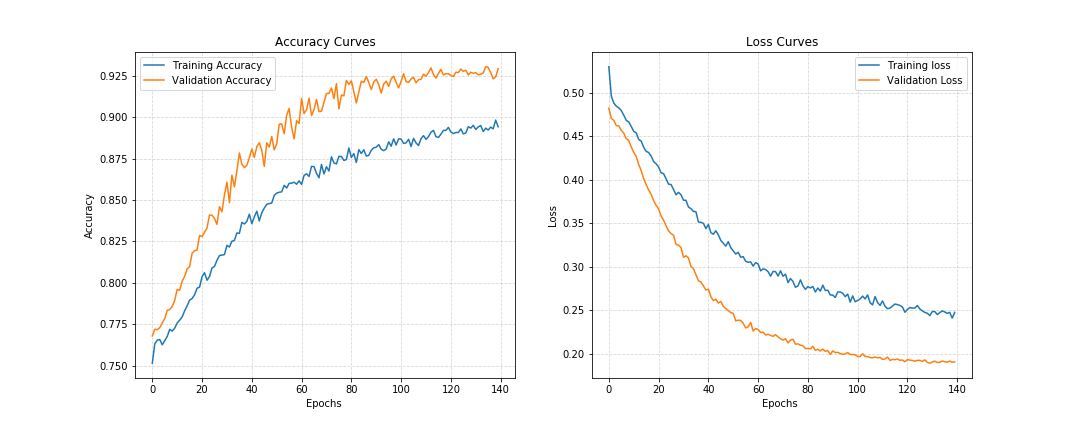 Accuracy Curves
Training Accuracy
Validation Accuracy
0.925
0.900
0.875
0.850
0.825
0.800
0.775
0.750
Accuracy
0 20 40 60 80 100 120 140
Epochs
Loss Curves
Training loss
Validation Loss
0.50
0.45
0.40
0.35
0.30
0.25
0.20
Loss
0 20 40 60 80 100 120 140
Epochs